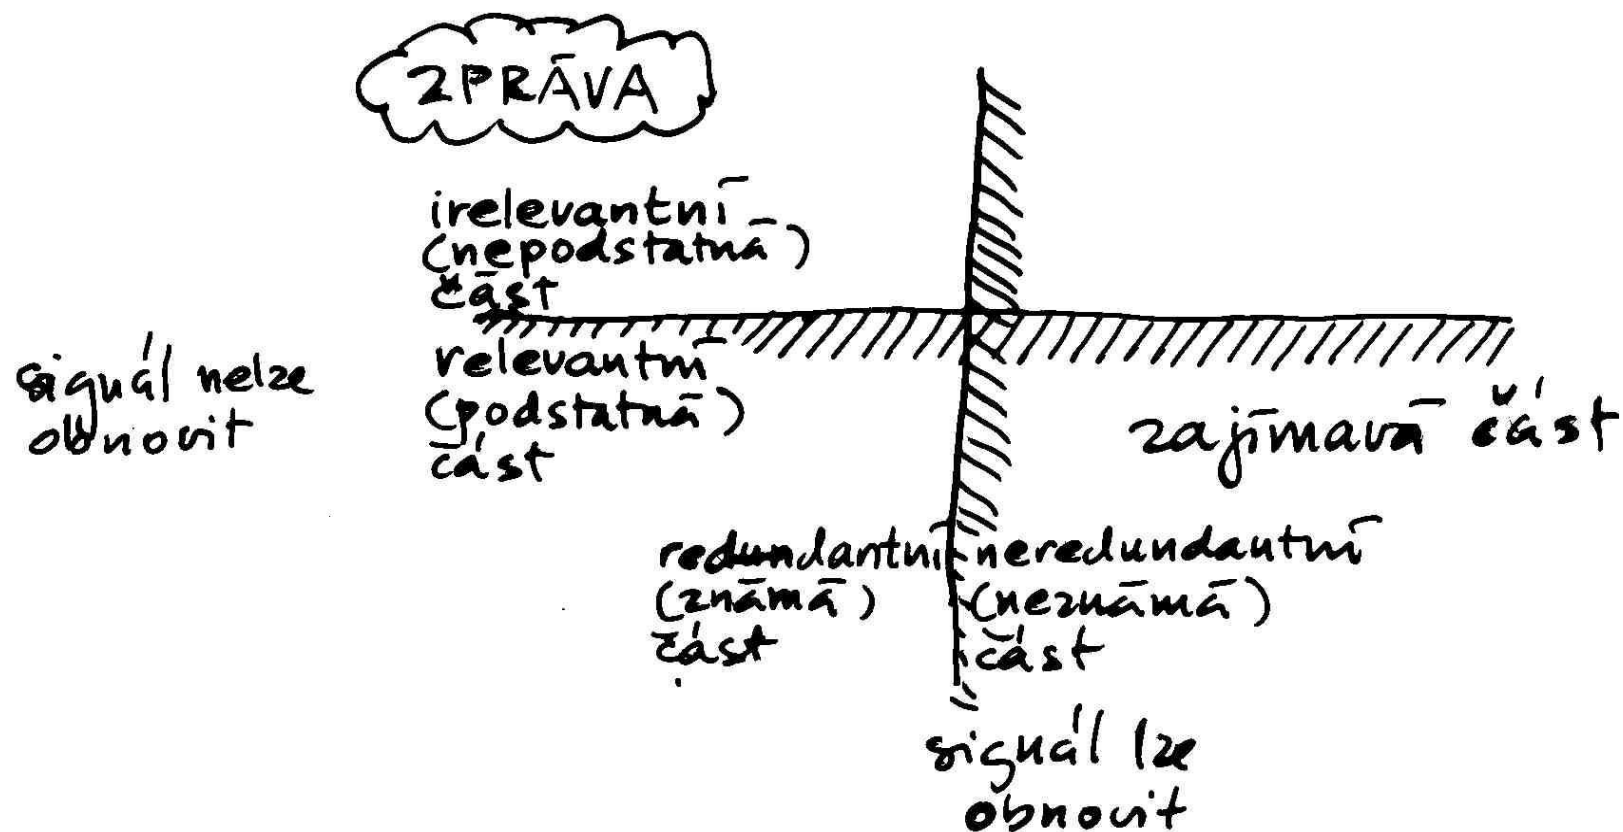 ZPRÁVA
irelevantní
(nepodstatná)
část
relevantní
(podstatná)
část
signál nelze
obnovit
zajímavá část
redundantní
(známá)
část
neredundantní
(neznámá)
část
signál lze
obnovit